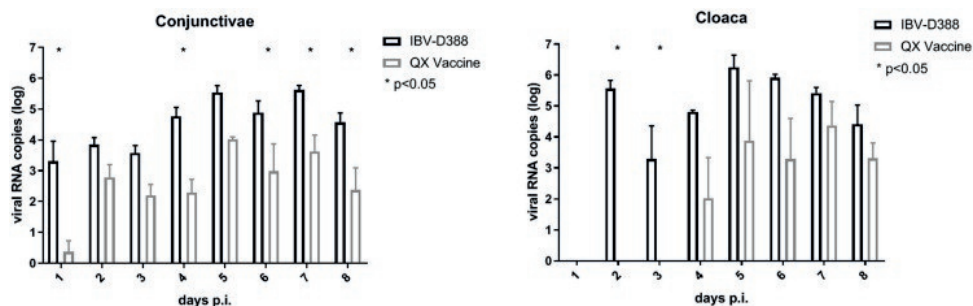 Conjunctivae
* * * * *
IBV-D388
QX Vaccine
* p<0.05
viral RNA copies (log)
7
6
5
4
3
2
1
0
1 2 3 4 5 6 7 8
days p.i.
Cloaca
* *
IBV-D388
QX Vaccine
* p<0.05
viral RNA copies (log)
7
6
5
4
3
2
1
0
1 2 3 4 5 6 7 8
days p.i.